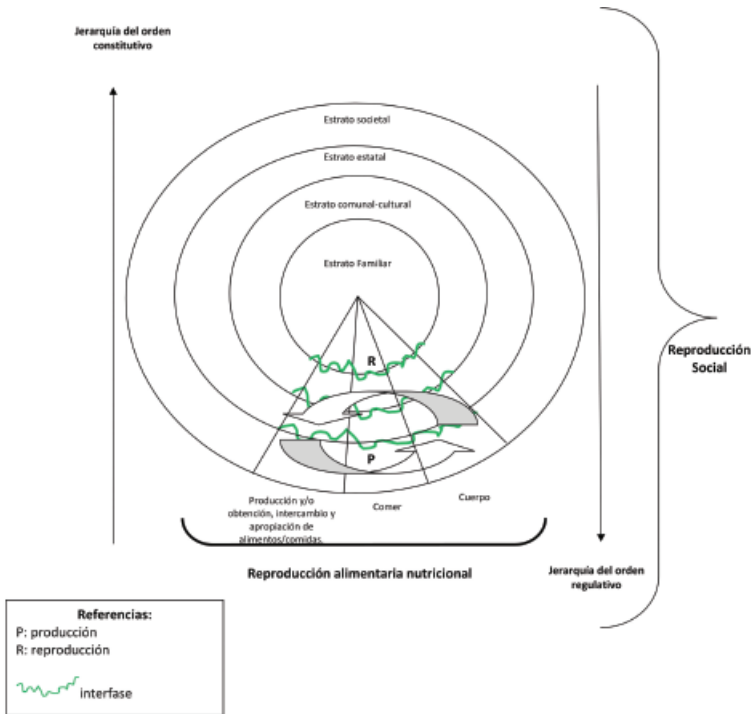 Jerarquía del orden
constitutivo
Estrato societal
Estrato estatal
Estrato comunal-cultural
Estrato Familiar
R
P
Producción y/o
obtención, intercambio y
apropiación de
alimentos/comidas.
Comer
Cuerpo
Reproducción alimentaria nutricional
Jerarquía del orden
regulativo
Reproducción
Social
Referencias:
P: producción
R: reproducción
interfase